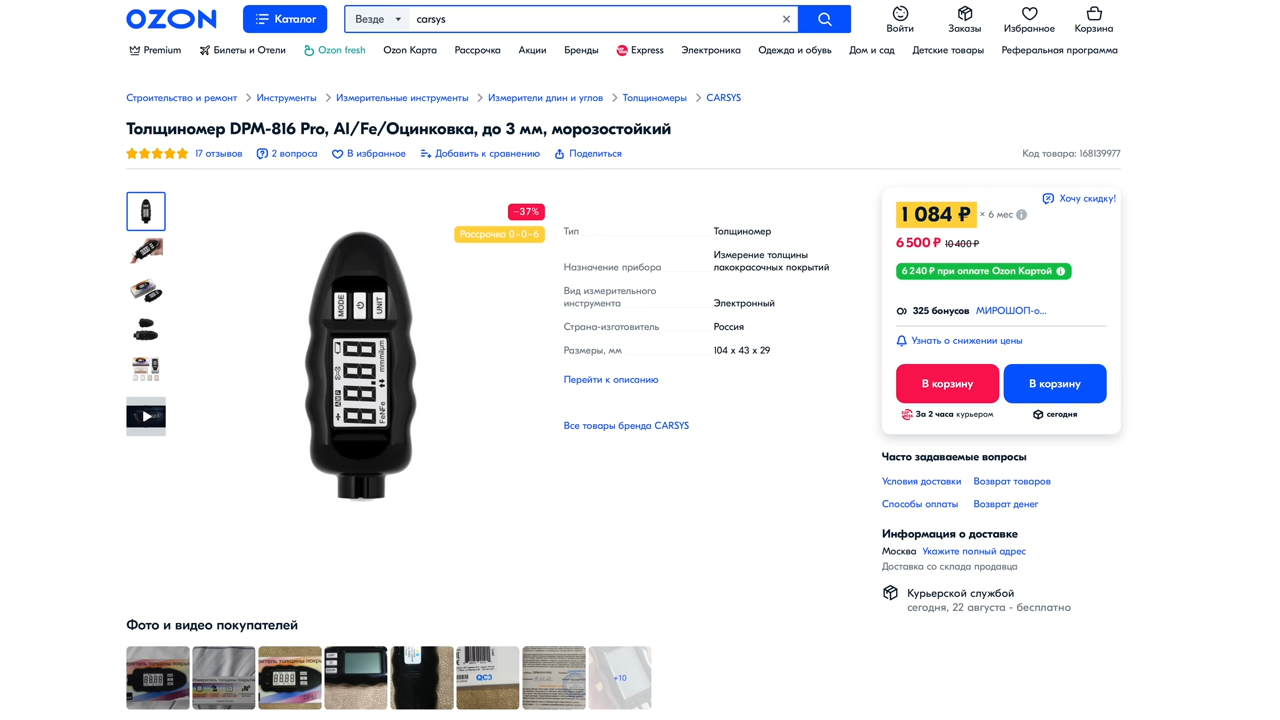 OZON
Каталог
Везде
carsys
Войти
Заказы
Избранное
Корзина
Premium
Билеты и Отели
Ozon fresh
Ozon Карта
Рассрочка
Акции
Бренды
Express
Электроника
Одежда и обувь
Дом и сад
Детские товары
Реферальная программа
Строительство и ремонт
Инструменты
Измерительные инструменты
Измерители длин и углов
Толщиномеры
CARSYS
Толщиномер DPM-816 Pro, Al/Fe/Оцинковка, до 3 мм, морозостойкий
17 отзывов
2 вопроса
В избранное
Добавить к сравнению
Поделиться
Код товара: 168139977
−37%
Рассрочка 0-0-6
MODE
UNIT
88.88
Тип
Толщиномер
Назначение прибора
Измерение толщины
лакокрасочных покрытий
Вид измерительного
инструмента
Электронный
Страна-изготовитель
Россия
Размеры, мм
104 x 43 x 29
Перейти к описанию
Все товары бренда CARSYS
Хочу скидку!
1 084 ₽ × 6 мес
6 500 ₽ 10 400 ₽
6 240 ₽ при оплате Ozon Картой
325 бонусов МИРОШОП-о...
Узнать о снижении цены
В корзину
В корзину
За 2 часа курьером
сегодня
Часто задаваемые вопросы
Условия доставки
Возврат товаров
Способы оплаты
Возврат денег
Информация о доставке
Москва Укажите полный адрес
Доставка со склада продавца
Курьерской службой
сегодня, 22 августа - бесплатно
Фото и видео покупателей
QC3
+10